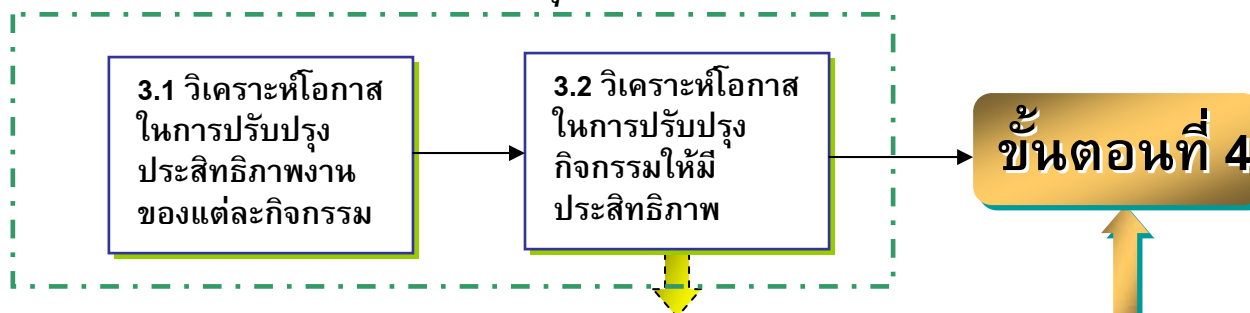 3.1 วิเคราะห์โอกาส
ในการปรับปรุง
ประสิทธิภาพงาน
ของแต่ละกิจกรรม
3.2 วิเคราะห์โอกาส
ในการปรับปรุง
กิจกรรมให้มี
ประสิทธิภาพ
ขั้นตอนที่ 4